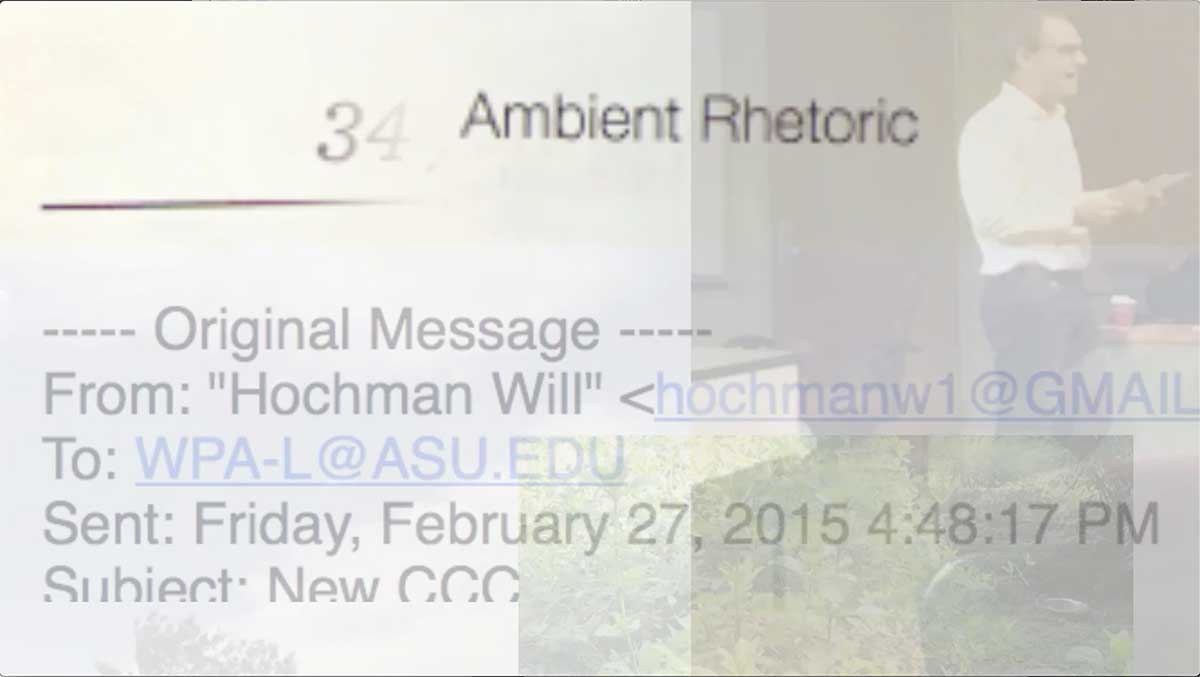 34 Ambient Rhetoric
----- Original Message -----
From: "Hochman Will" <hochmanw1@GMAIL
To: WPA-L@ASU.EDU
Sent: Friday, February 27, 2015 4:48:17 PM
Subject: New CCC